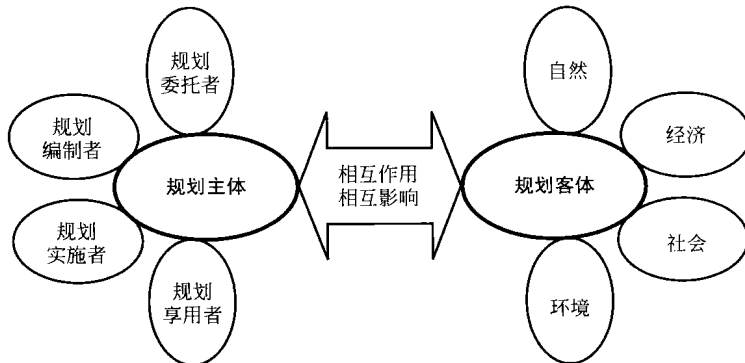 规划
委托者
规划
编制者
规划主体
规划
实施者
规划
享用者
相互作用
相互影响
自然
经济
规划客体
社会
环境